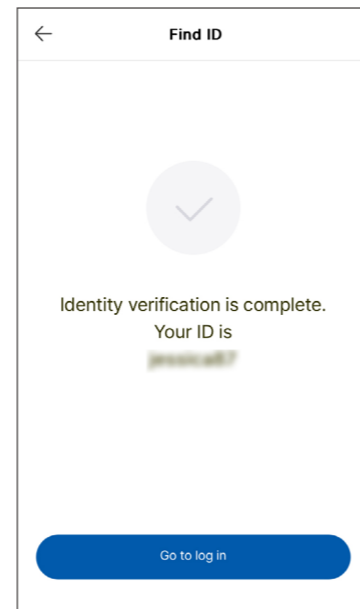 Find ID
Identity verification is complete.
Your ID is
Go to log in